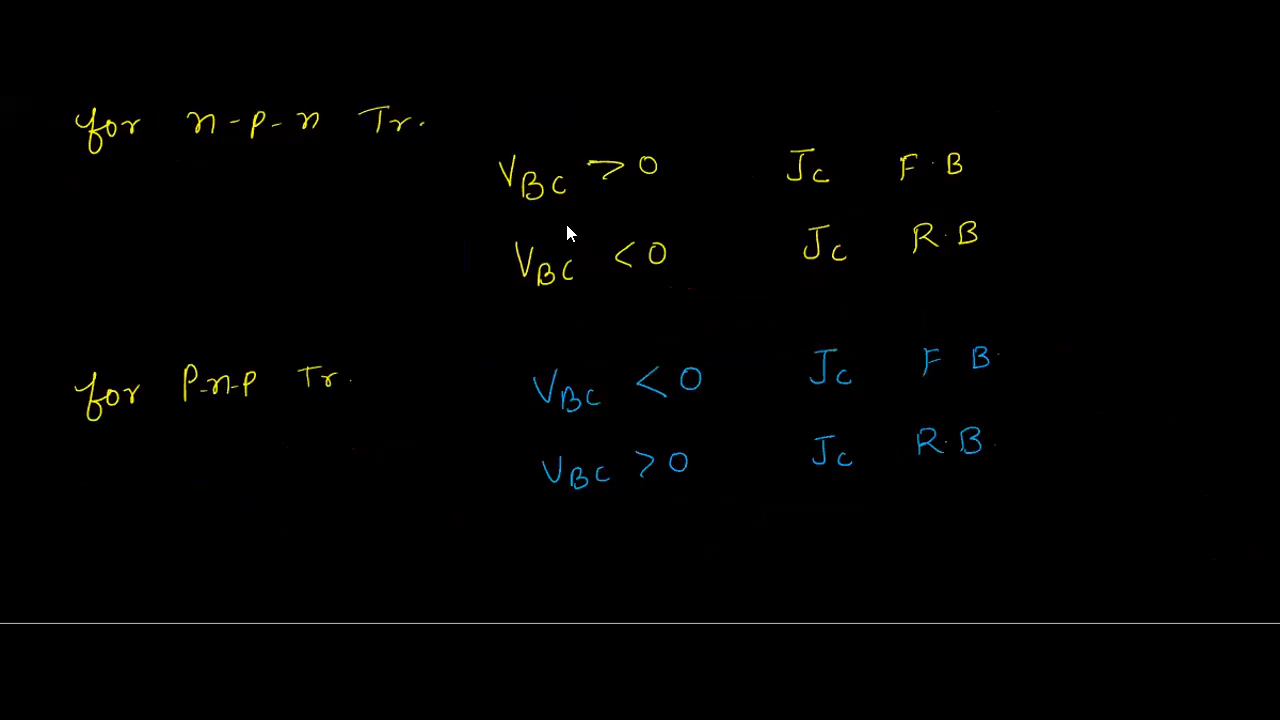 for n-p-n Tr.
VBC > 0 JC F.B
VBC < 0 JC R.B
for P-n-p Tr.
VBC < 0 JC F B.
VBC > 0 JC R.B.